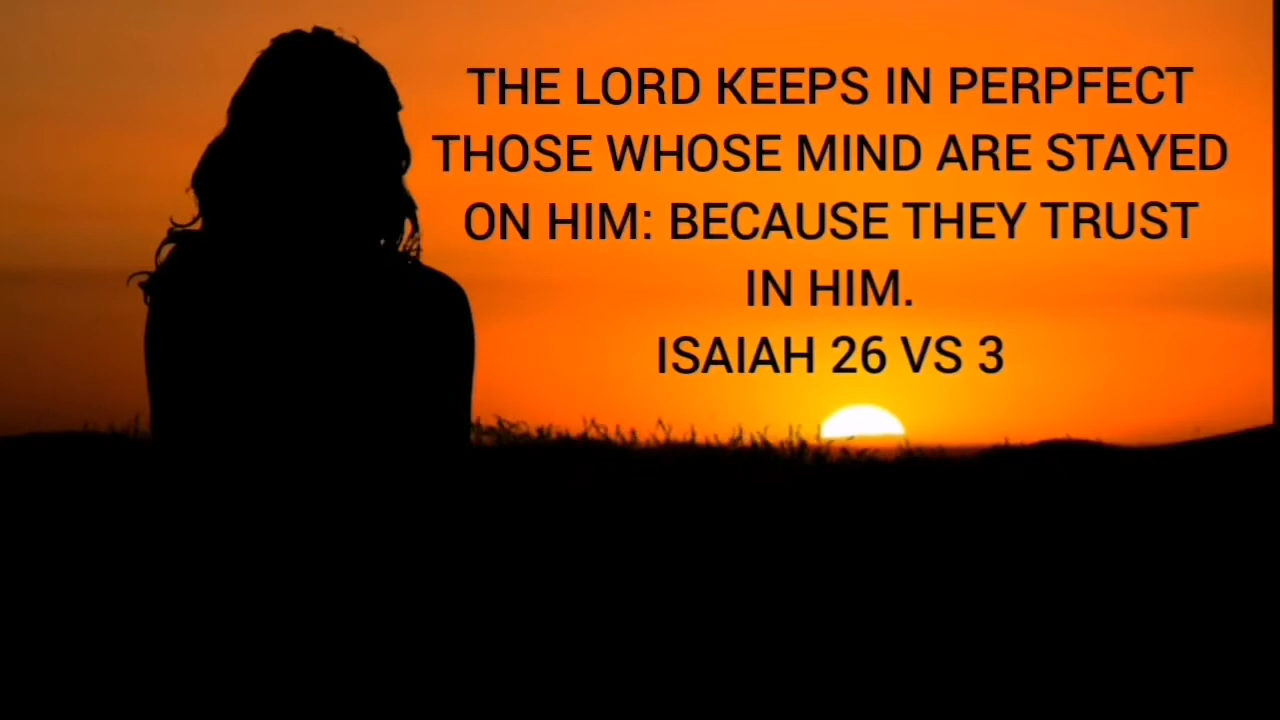 THE LORD KEEPS IN PERPFECT
THOSE WHOSE MIND ARE STAYED
ON HIM: BECAUSE THEY TRUST
IN HIM.
ISAIAH 26 VS 3